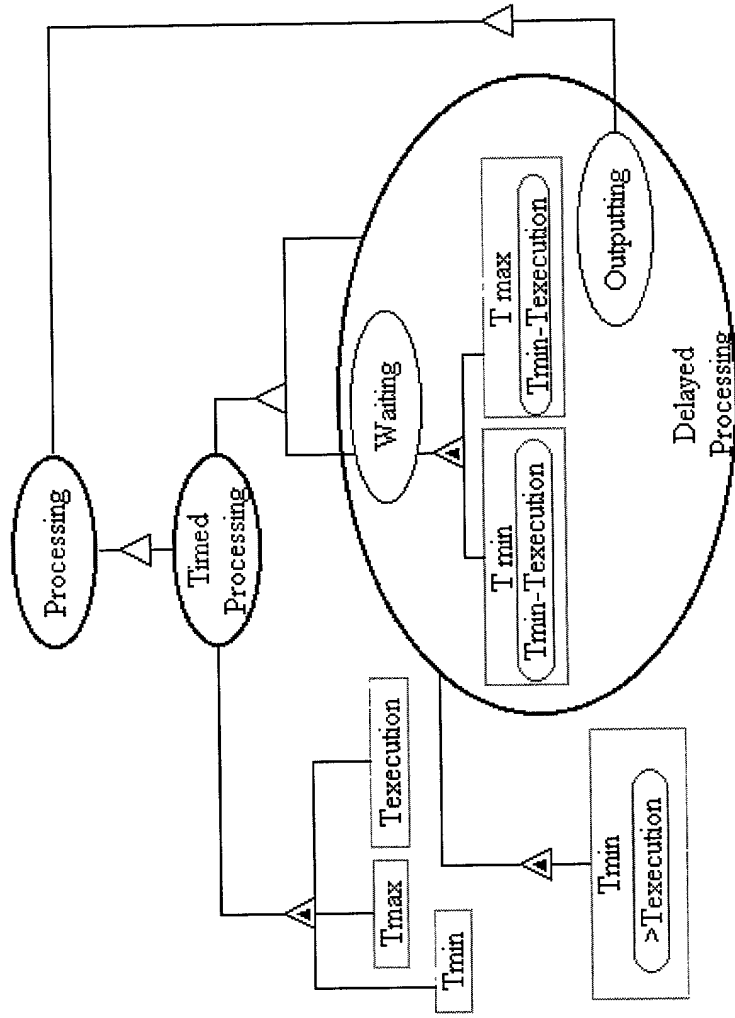 Processing
Timed
Processing
Tmin
Tmax
Texecution
Waiting
T min
Tmin-Texecution
T max
Tmin-Texecution
Outputting
Delayed
Processing
Tmin
>Texecution